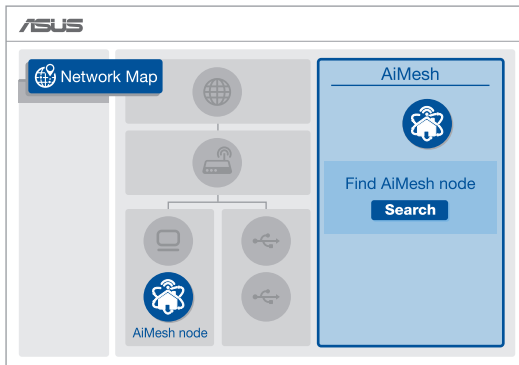 ASUS
Network Map
AiMesh
Find AiMesh node
Search
AiMesh node